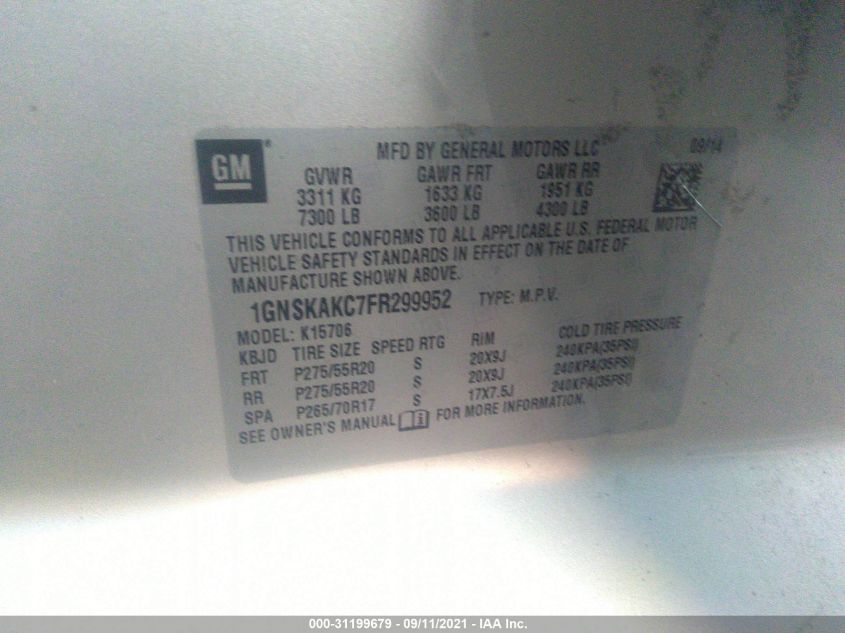 GM
MFD BY GENERAL MOTORS LLC 09/14
GVWR GAWR FRT GAWR RR
3311 KG 1633 KG 1951 KG
7300 LB 3600 LB 4300 LB
THIS VEHICLE CONFORMS TO ALL APPLICABLE U.S. FEDERAL MOTOR
VEHICLE SAFETY STANDARDS IN EFFECT ON THE DATE OF
MANUFACTURE SHOWN ABOVE.
1GNSKAKC7FR299952 TYPE: M.P.V.
MODEL: K15706
KBJD TIRE SIZE SPEED RTG RIM COLD TIRE PRESSURE
FRT P275/55R20 S 20X9J 240KPA(35PSI)
RR P275/55R20 S 20X9J 240KPA(35PSI)
SPA P265/70R17 S 17X7.5J 240KPA(35PSI)
SEE OWNER'S MANUAL i FOR MORE INFORMATION.
000-31199679 - 09/11/2021 - IAA Inc.